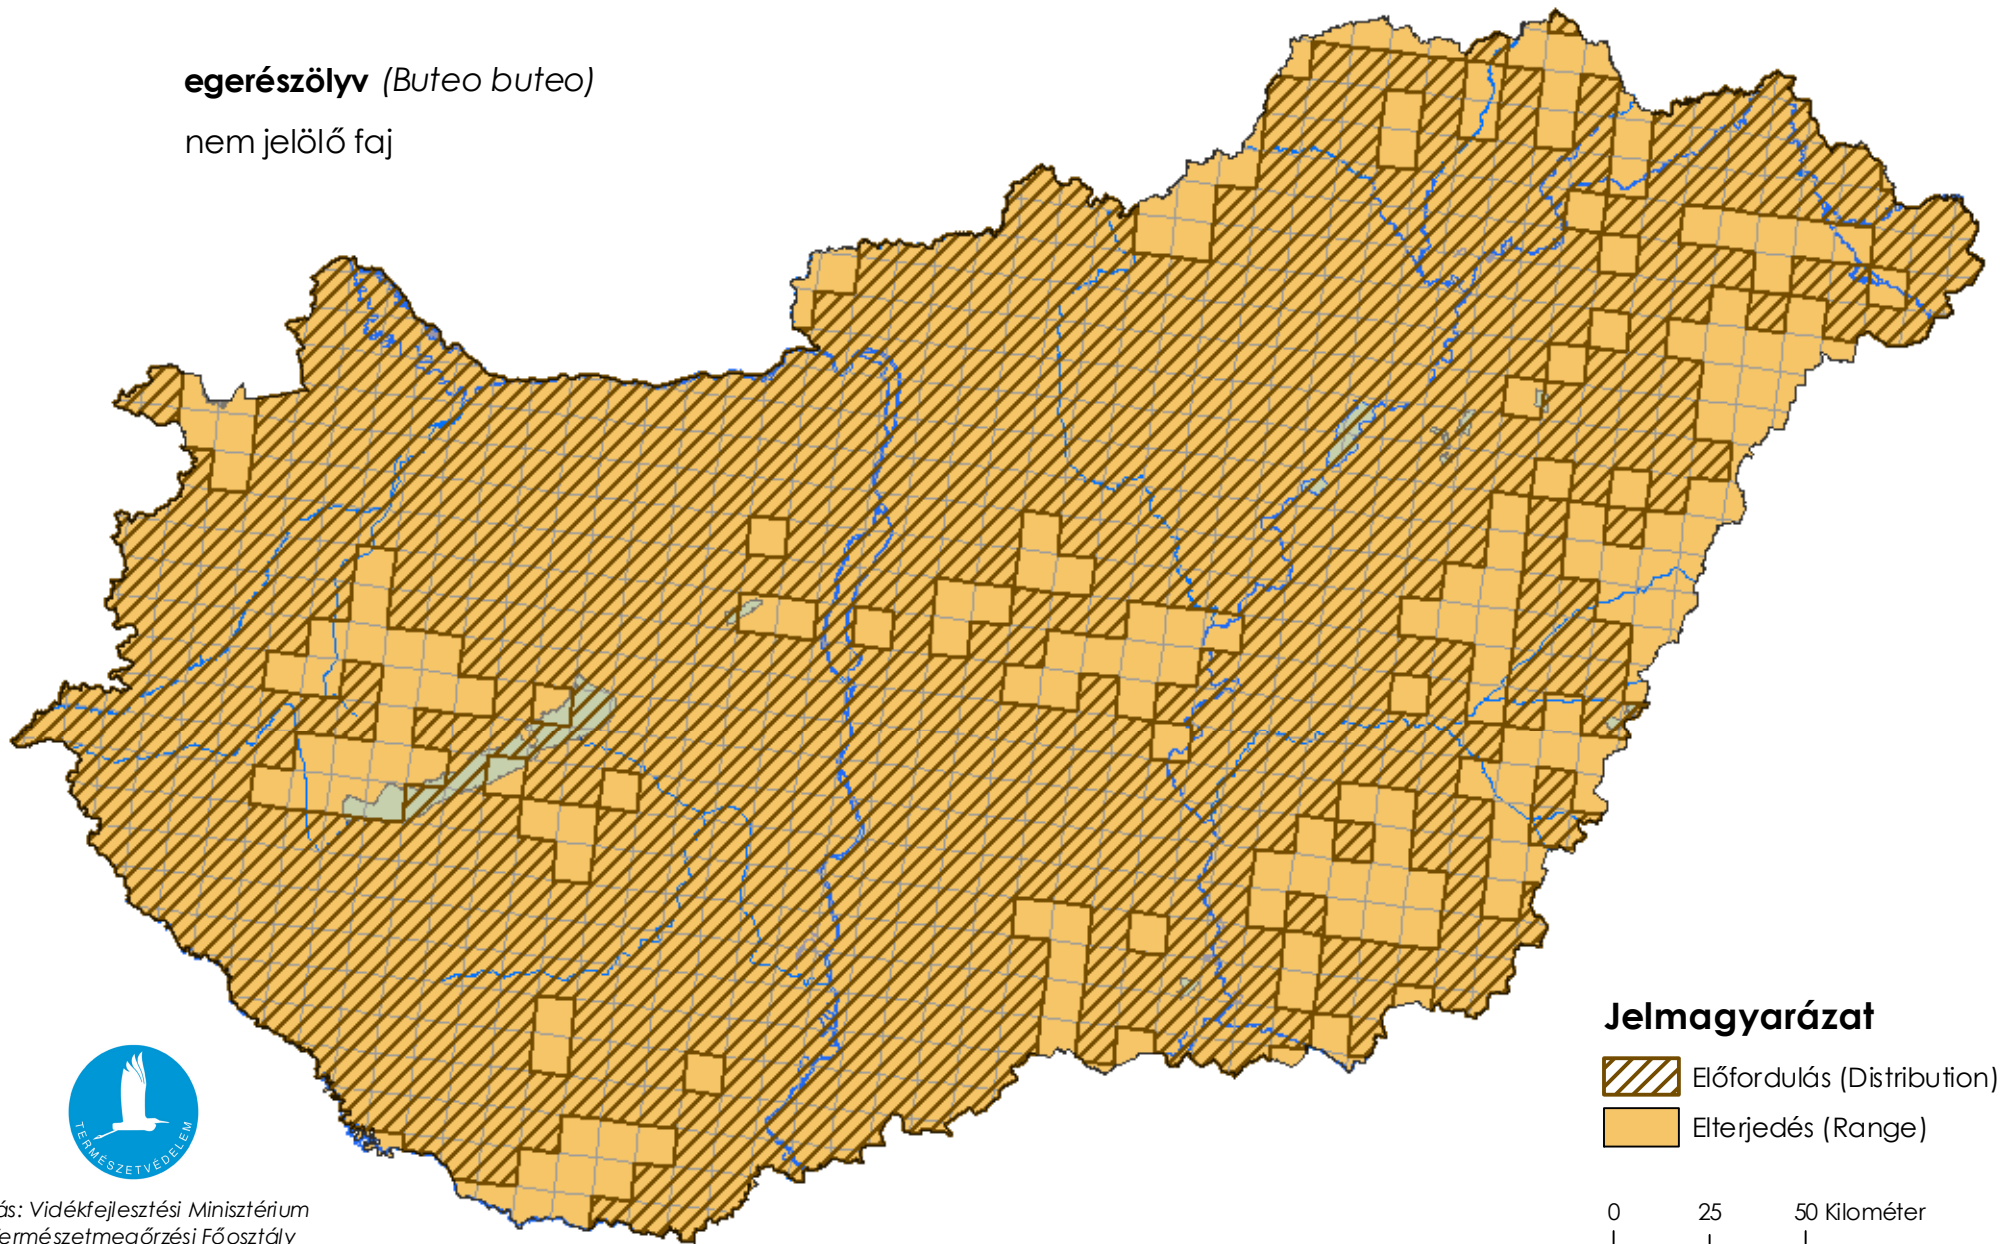 egerészölyv (Buteo buteo)
nem jelölő faj
Jelmagyarázat
Előfordulás (Distribution)
Elterjedés (Range)
TERMÉSZETVÉDELEM
Vidékfejlesztési Minisztérium
Természetmegőrzési Főosztály
0 25 50 Kilométer